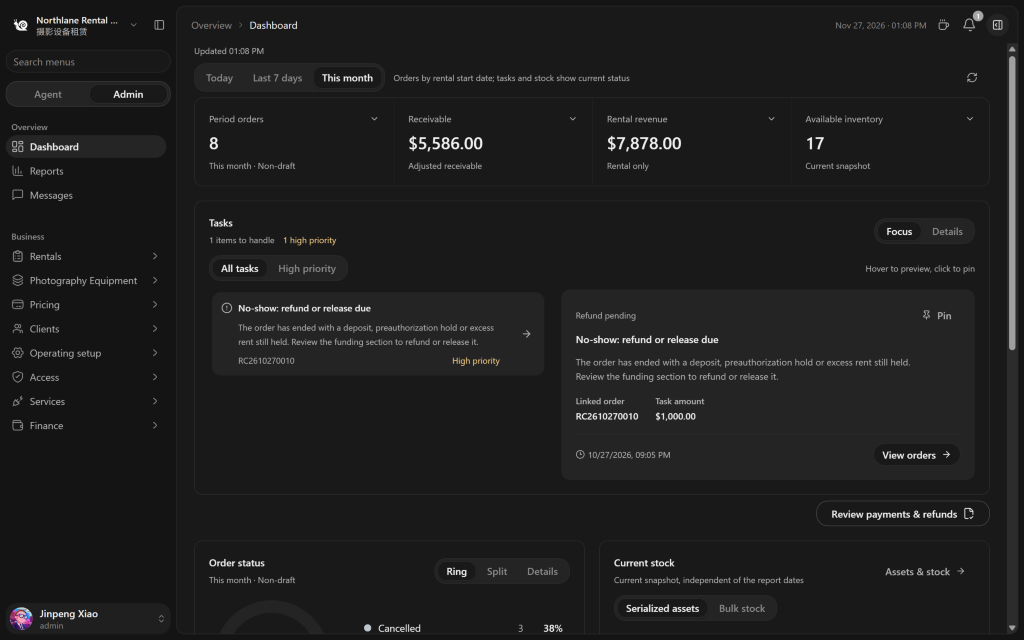 Northlane Rental ...
摄影设备租赁
Search menus
Agent
Admin
Overview
Dashboard
Reports
Messages
Business
Rentals
Photography Equipment
Pricing
Clients
Operating setup
Access
Services
Finance
Jinpeng Xiao
admin
Overview > Dashboard
Nov 27, 2026 · 01:08 PM
1
Updated 01:08 PM
Today
Last 7 days
This month
Orders by rental start date; tasks and stock show current status
Period orders
8
This month · Non-draft
Receivable
$5,586.00
Adjusted receivable
Rental revenue
$7,878.00
Rental only
Available inventory
17
Current snapshot
Tasks
1 items to handle
1 high priority
Focus
Details
All tasks
High priority
Hover to preview, click to pin
No-show: refund or release due
The order has ended with a deposit, preauthorization hold or excess
rent still held. Review the funding section to refund or release it.
RC2610270010
High priority
Refund pending
Pin
No-show: refund or release due
The order has ended with a deposit, preauthorization hold or excess rent still held.
Review the funding section to refund or release it.
Linked order
Task amount
RC2610270010
$1,000.00
10/27/2026, 09:05 PM
View orders
Review payments & refunds
Order status
This month · Non-draft
Ring
Split
Details
Cancelled
3
38%
Current stock
Current snapshot, independent of the report dates
Assets & stock
Serialized assets
Bulk stock